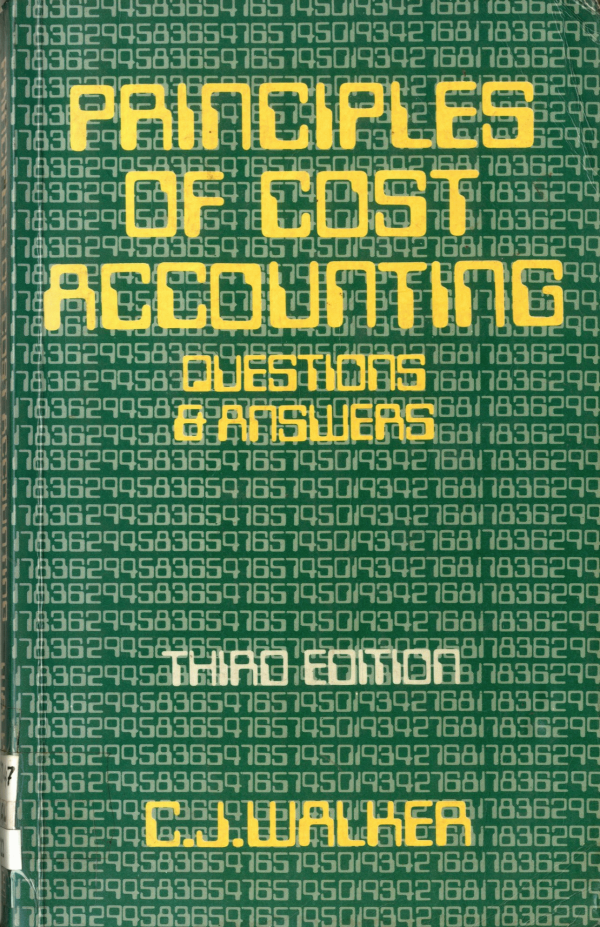 PRINCIPLES
OF COST
ACCOUNTING
QUESTIONS
& ANSWERS
THIRD EDITION
C.J.WALKER